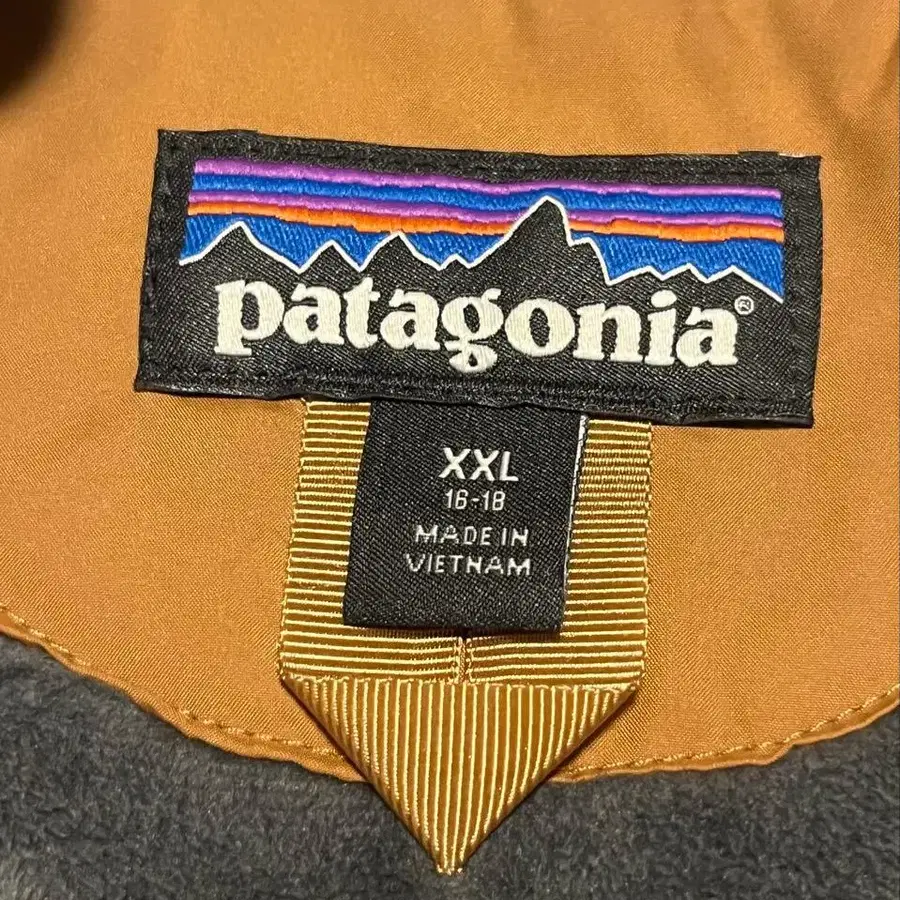 patagonia®
XXL
16-18
MADE IN
VIETNAM